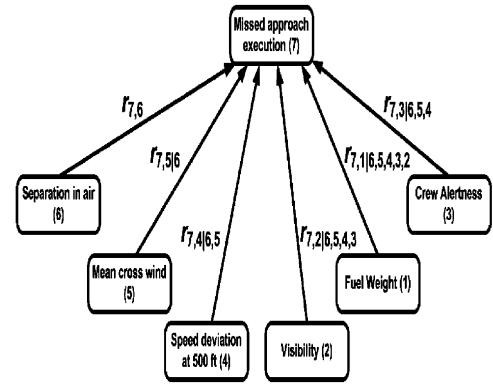 Missed approach
execution (7)
r7,6
r7,3|6,5,4
r7,5|6
r7,1|6,5,4,3,2
Separation in air
(6)
Crew Alertness
(3)
r7,4|6,5
r7,2|6,5,4,3
Mean cross wind
(5)
Fuel Weight (1)
Speed deviation
at 500 ft (4)
Visibility (2)